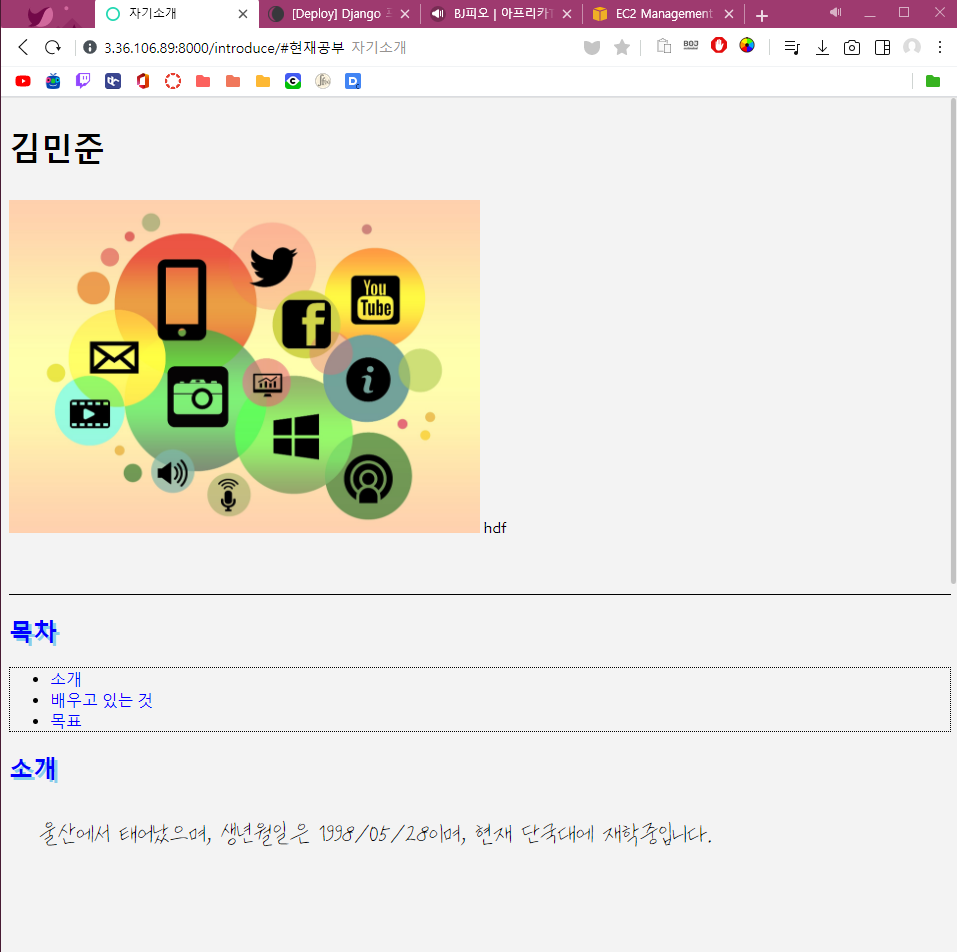 자기소개
[Deploy] Django
BJ피오 | 아프리카
EC2 Management
3.36.106.89:8000/introduce/#현재공부 자기소개
BOJ
김민준
You
Tube
f
i
hdf
목차
소개
배우고 있는 것
목표
소개
울산에서 태어났으며, 생년월일은 1998/05/28이며, 현재 단국대에 재학중입니다.